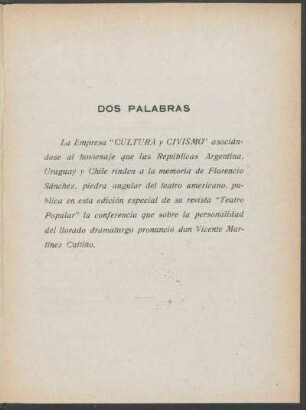 DOS PALABRAS
La Empresa "CULTURA y CIVISMO" asocián-
dose al homenaje que las Repúblicas Argentina,
Uraguay y Chile rinden a la memoria de Florencio
Sánchez, piedra angular del teatro americano, pu-
blica en esta edición especial de su revista "Teatro
Popular" la conferencia que sobre la personalidad
del llorado dramaturgo pronunció dan Vicente Mar-
tínez Cuitiño.